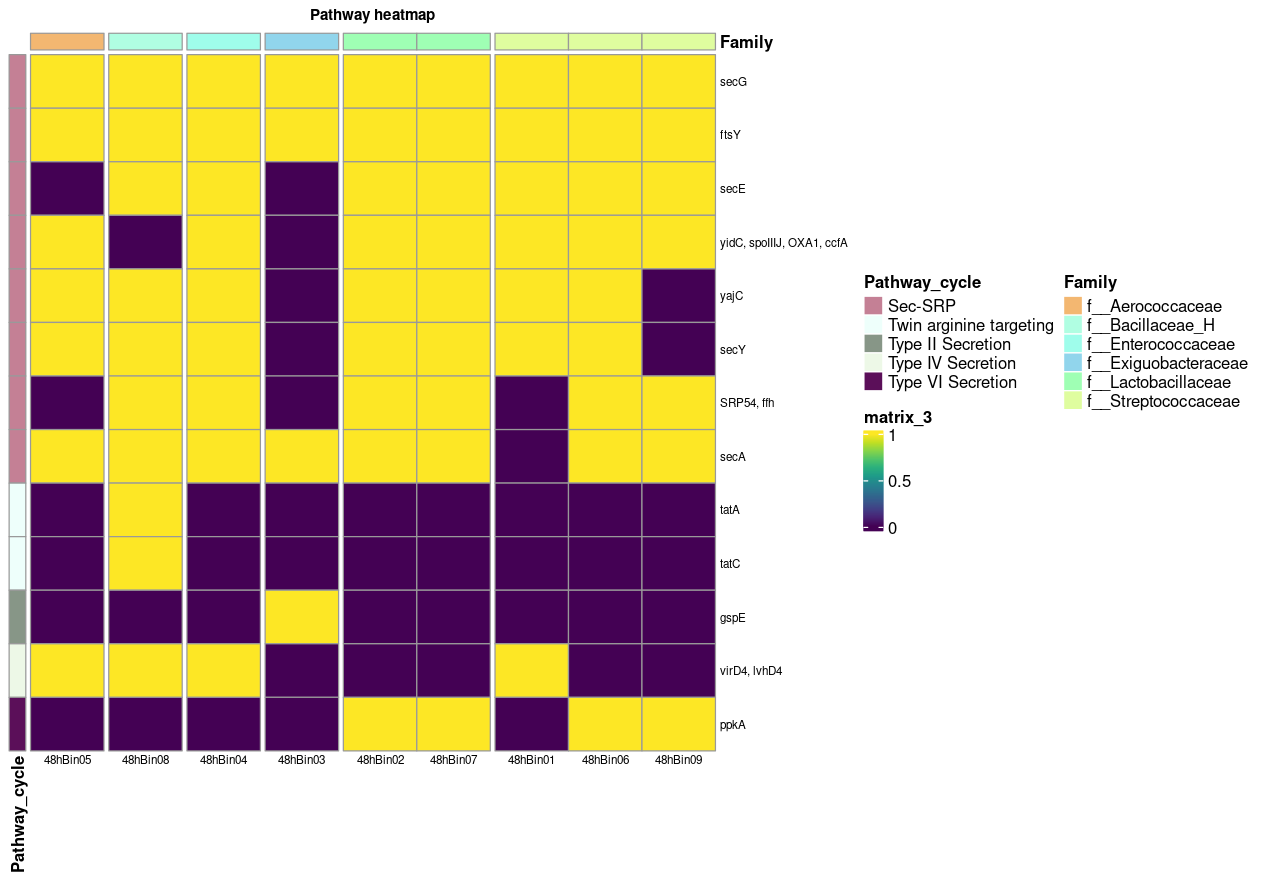 Pathway heatmap
Family
secG
ftsY
secE
yidC, spoIIIJ, OXA1, ccfA
yajC
secY
SRP54, ffh
secA
tatA
tatC
gspE
virD4, lvhD4
ppkA
48hBin05 48hBin08 48hBin04 48hBin03 48hBin02 48hBin07 48hBin01 48hBin06 48hBin09
Pathway_cycle
Pathway_cycle
Sec-SRP
Twin arginine targeting
Type II Secretion
Type IV Secretion
Type VI Secretion
matrix_3
1
0.5
0
Family
f__Aerococcaceae
f__Bacillaceae_H
f__Enterococcaceae
f__Exiguobacteraceae
f__Lactobacillaceae
f__Streptococcaceae